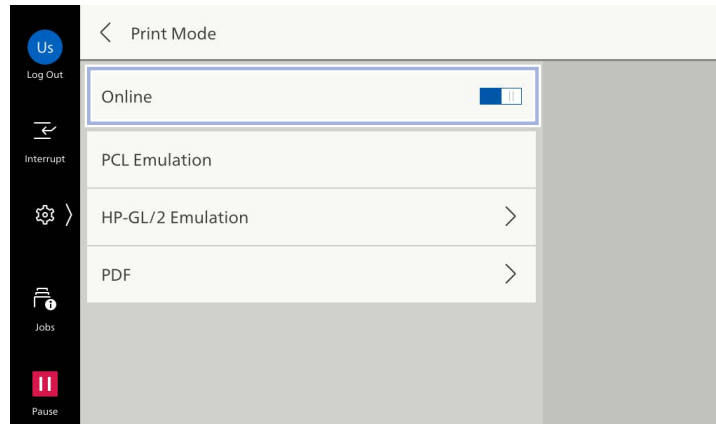 Us
Log Out
Interrupt
Jobs
Pause
Print Mode
Online
PCL Emulation
HP-GL/2 Emulation
PDF